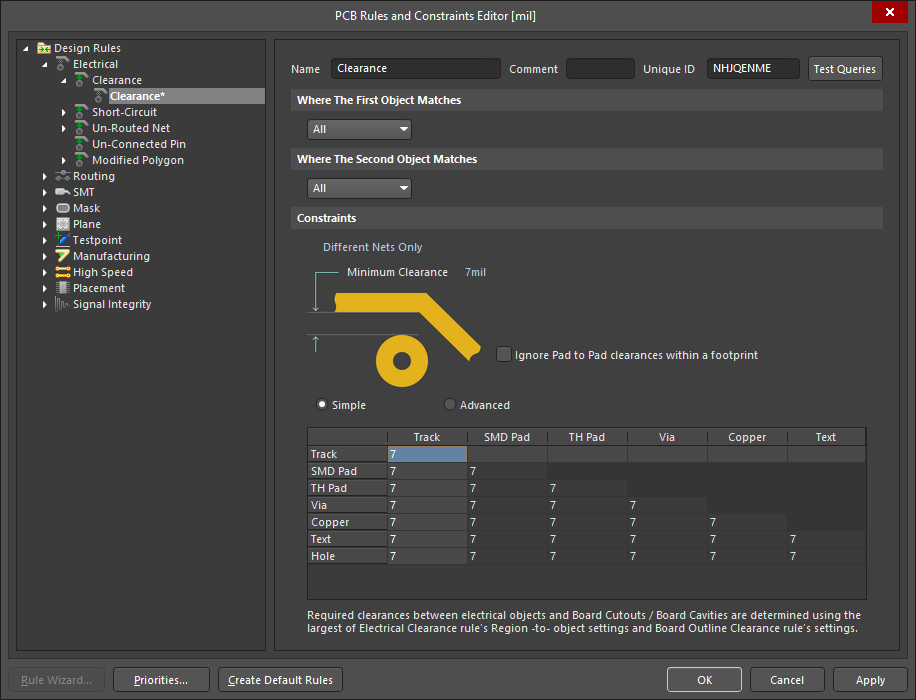 PCB Rules and Constraints Editor [mil]
Design Rules
Electrical
Clearance
Clearance*
Short-Circuit
Un-Routed Net
Un-Connected Pin
Modified Polygon
Routing
SMT
Mask
Plane
Testpoint
Manufacturing
High Speed
Placement
Signal Integrity
Name Clearance Comment Unique ID NHJQENME Test Queries
Where The First Object Matches
All
Where The Second Object Matches
All
Constraints
Different Nets Only
Minimum Clearance 7mil
Ignore Pad to Pad clearances within a footprint
Simple Advanced
Track SMD Pad TH Pad Via Copper Text
Track 7
SMD Pad 7 7
TH Pad 7 7 7
Via 7 7 7 7
Copper 7 7 7 7 7
Text 7 7 7 7 7 7
Hole 7 7 7 7 7 7
Required clearances between electrical objects and Board Cutouts / Board Cavities are determined using the
largest of Electrical Clearance rule's Region -to- object settings and Board Outline Clearance rule's settings.
Rule Wizard... Priorities... Create Default Rules OK Cancel Apply